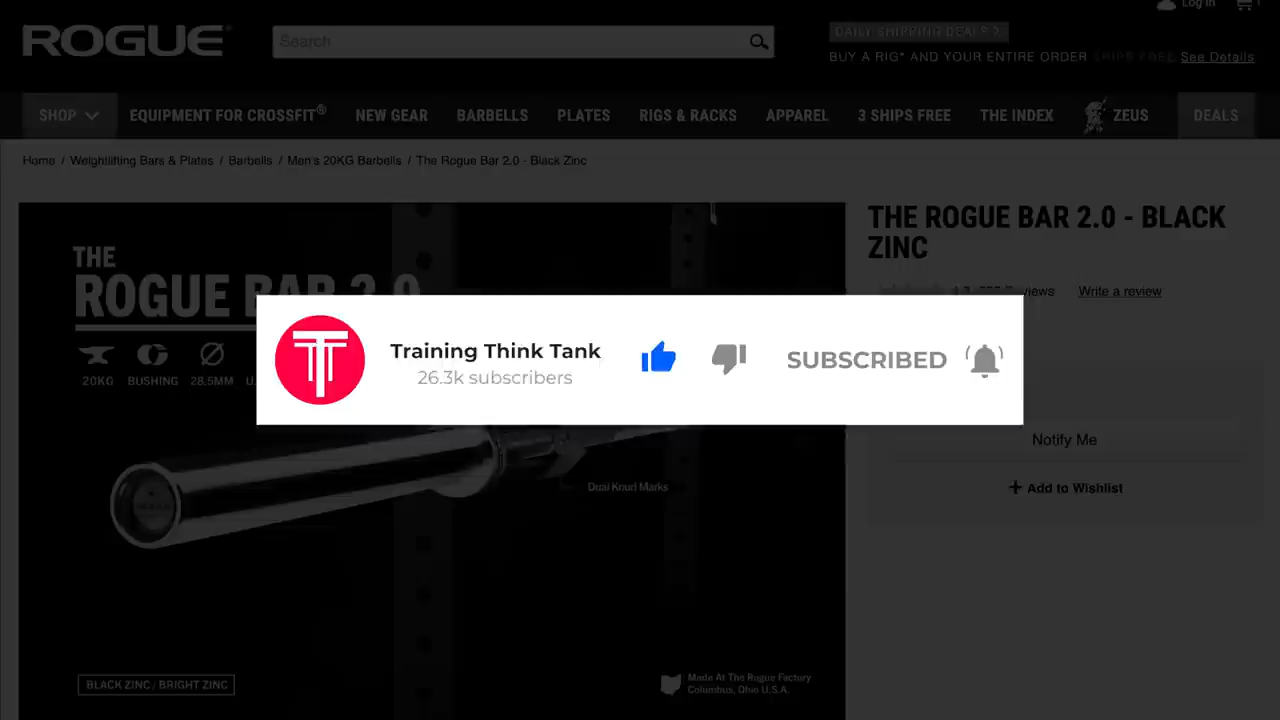 Log In
ROGUE
Search
DAILY SHIPPING DEALS
BUY A RIG* AND YOUR ENTIRE ORDER SHIPS FREE See Details
SHOP EQUIPMENT FOR CROSSFIT® NEW GEAR BARBELLS PLATES RIGS & RACKS APPAREL 3 SHIPS FREE THE INDEX ZEUS DEALS
Home / Weightlifting Bars & Plates / Barbells / Men's 20KG Barbells / The Rogue Bar 2.0 - Black Zinc
THE ROGUE BAR 2.0 - BLACK
ZINC
Reviews Write a review
THE
ROGUE BAR 2.0
20KG BUSHING 28.5MM
Training Think Tank
26.3k subscribers
SUBSCRIBED
Notify Me
+ Add to Wishlist
Dual Knurl Marks
BLACK ZINC / BRIGHT ZINC
Made At The Rogue Factory
Columbus, Ohio U.S.A.